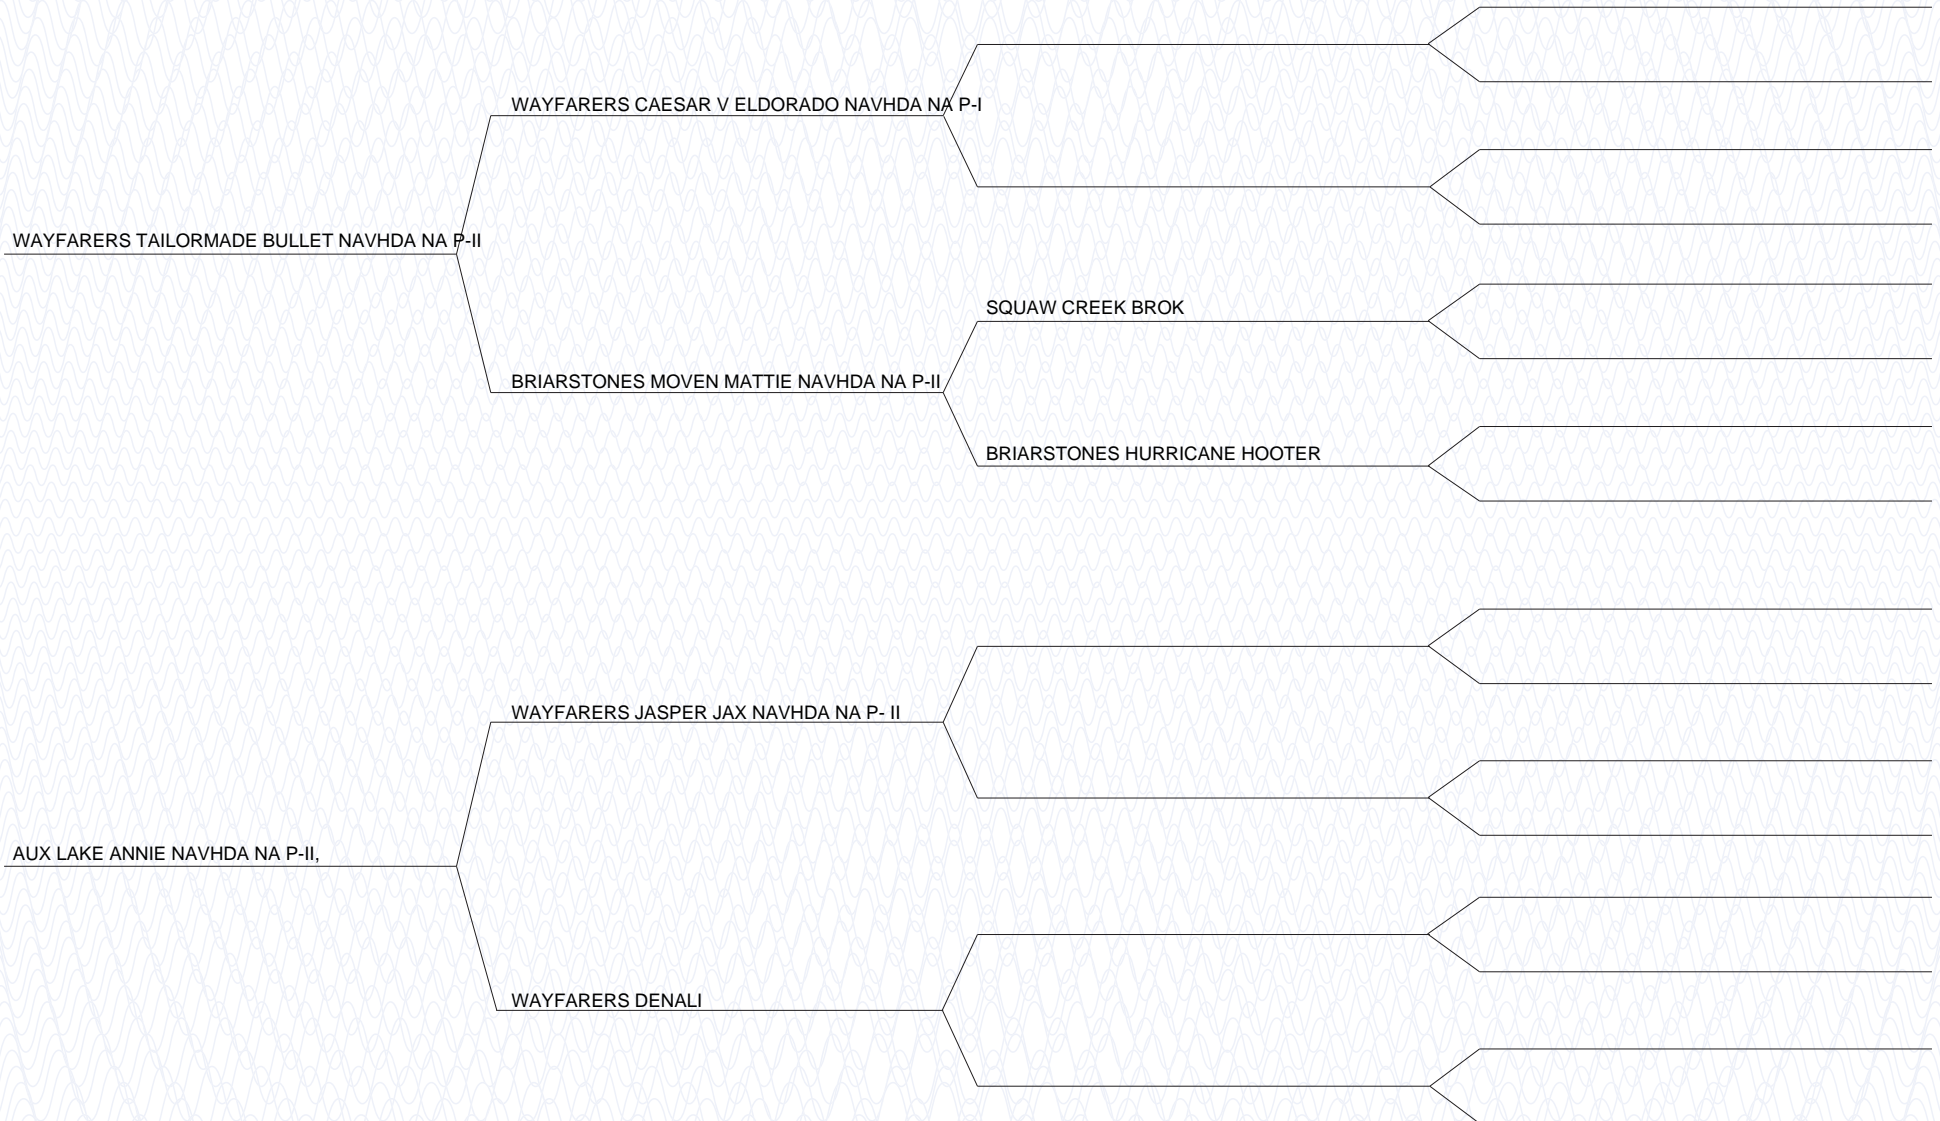 WAYFARERS CAESAR V ELDORADO NAVHDA NA P-I
WAYFARERS TAILORMADE BULLET NAVHDA NA P-II
SQUAW CREEK BROK
BRIARSTONES MOVEN MATTIE NAVHDA NA P-II
BRIARSTONES HURRICANE HOOTER
WAYFARERS JASPER JAX NAVHDA NA P- II
AUX LAKE ANNIE NAVHDA NA P-II,
WAYFARERS DENALI